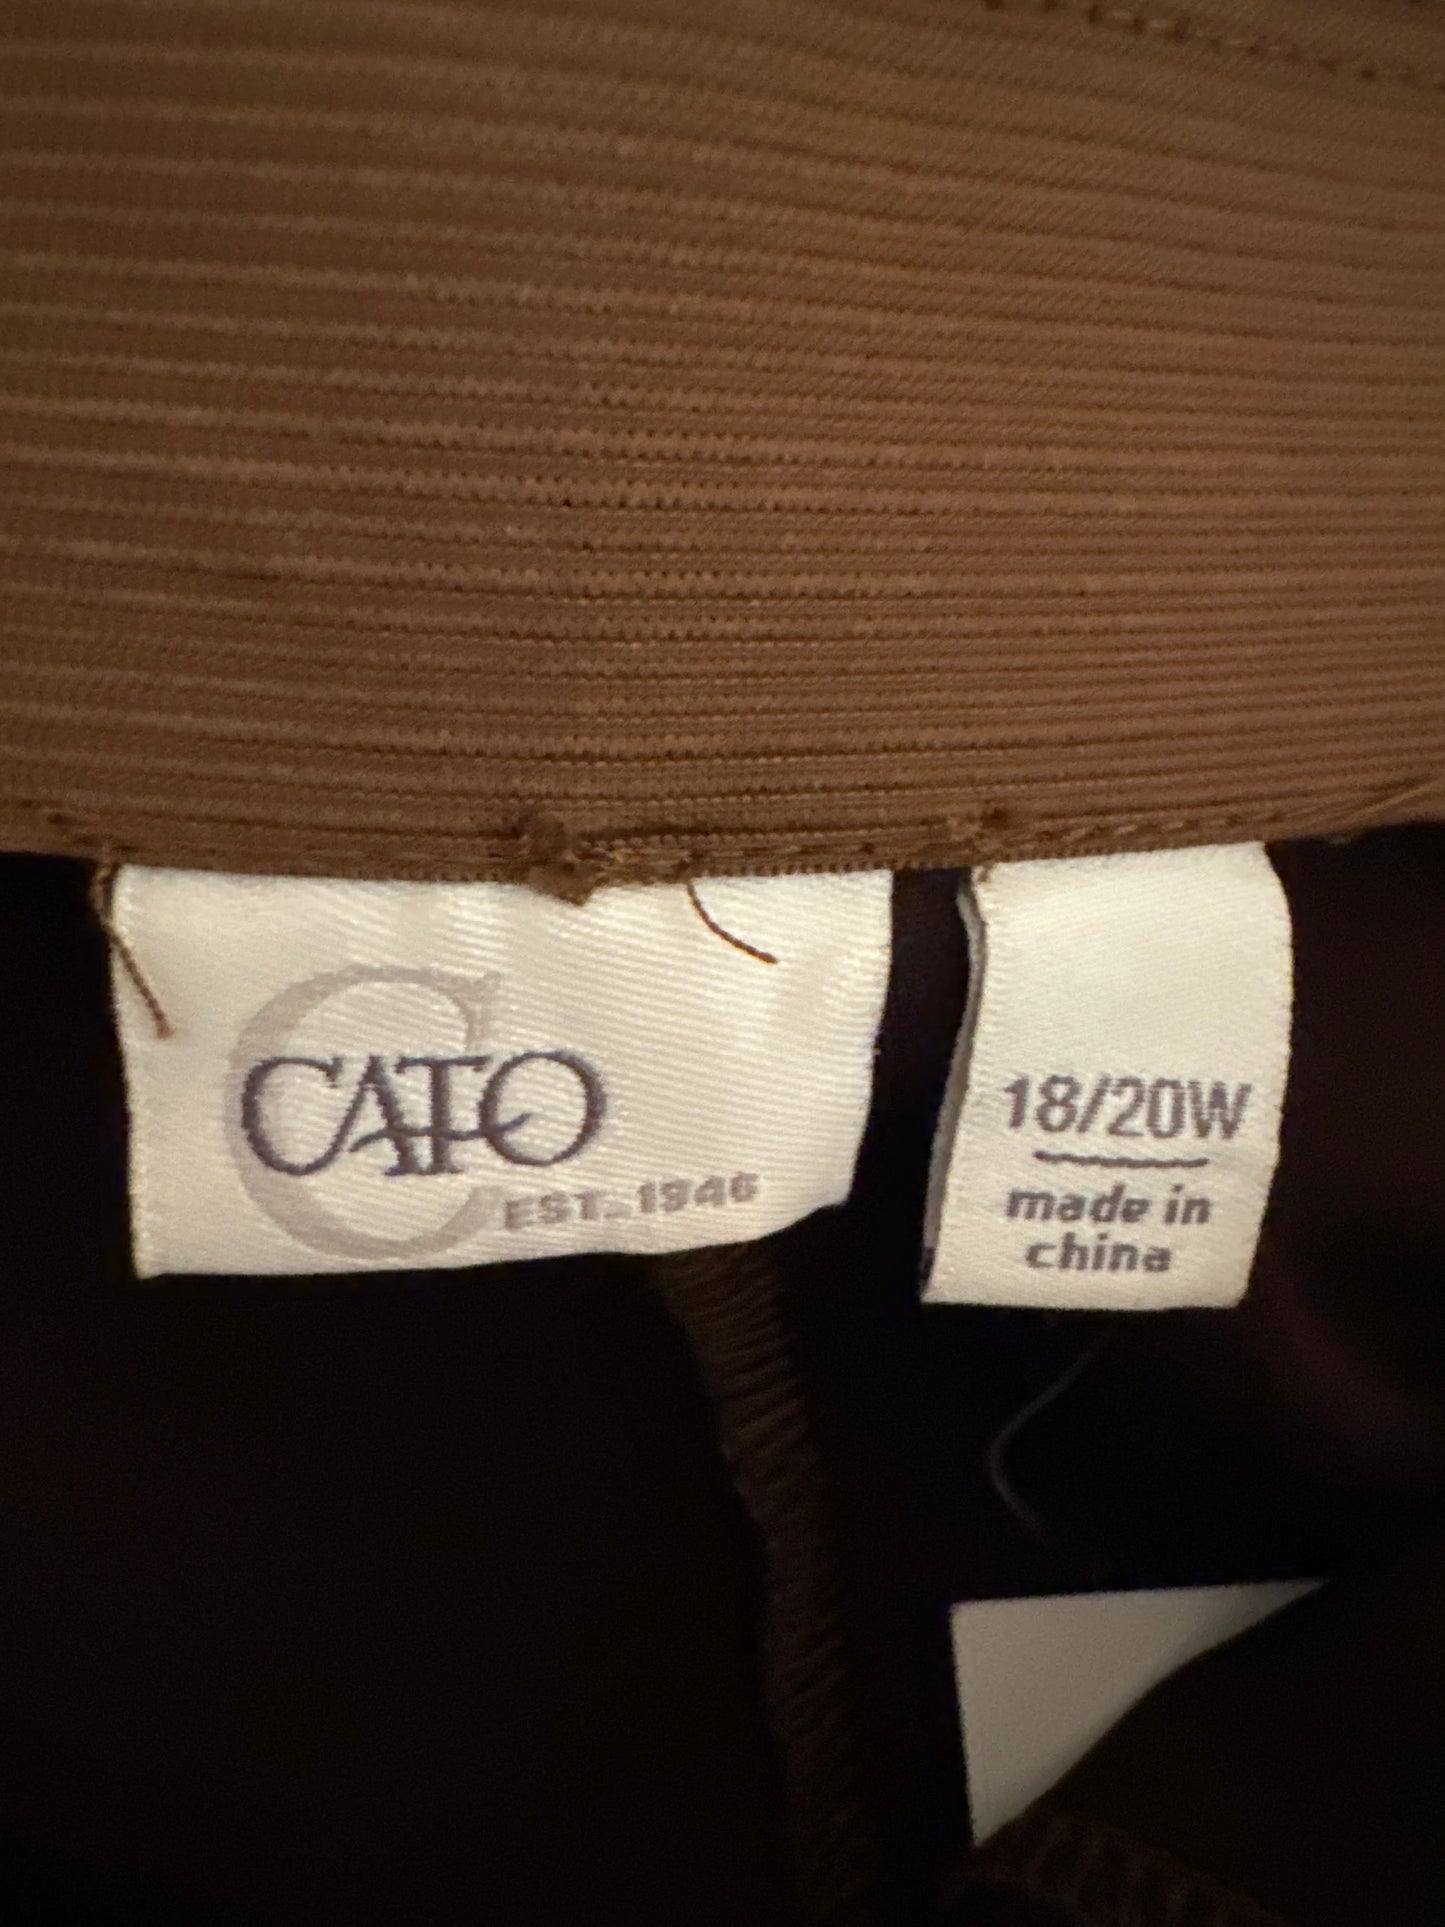 CATO
EST. 1946
18/20W
made in
china